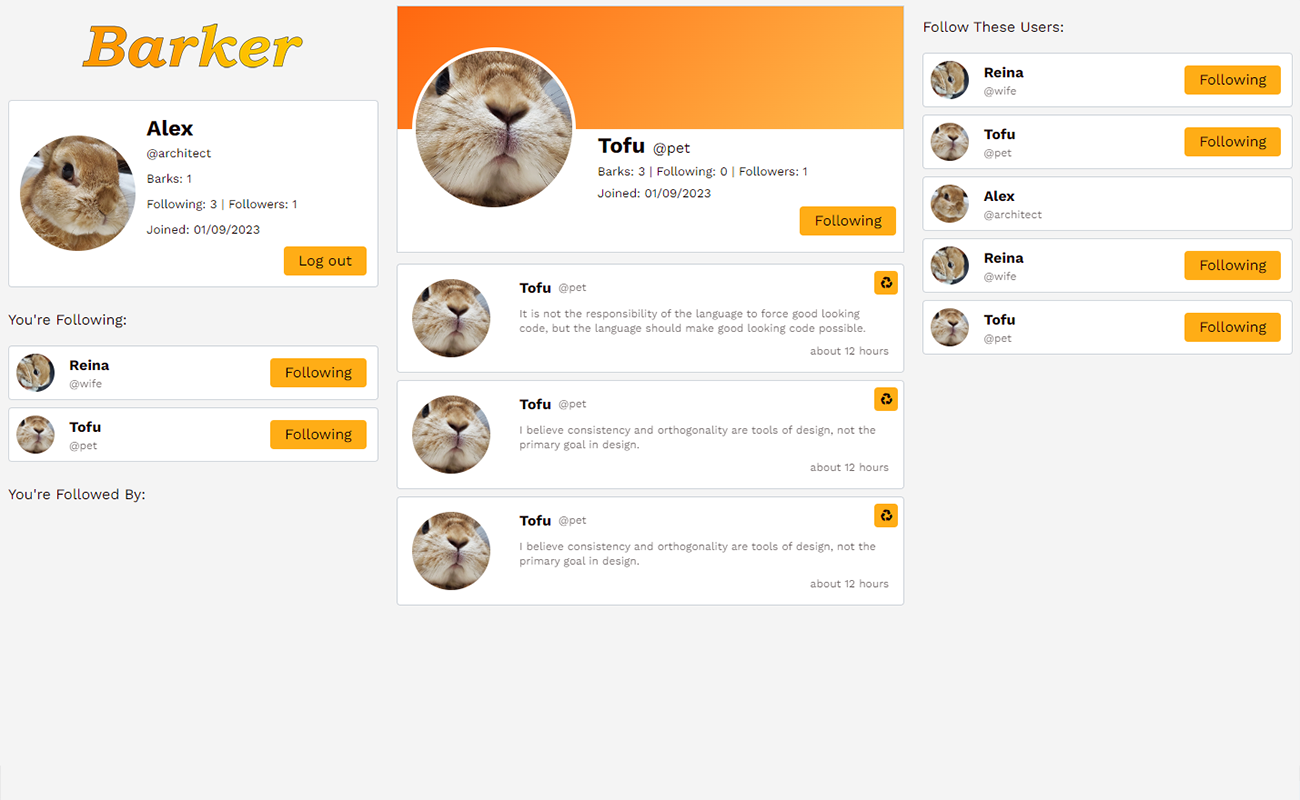 Barker
Alex
@architect
Barks: 1
Following: 3 | Followers: 1
Joined: 01/09/2023
Log out
You're Following:
Reina
@wife
Following
Tofu
@pet
Following
You're Followed By:
Tofu @pet
Barks: 3 | Following: 0 | Followers: 1
Joined: 01/09/2023
Following
Tofu @pet
It is not the responsibility of the language to force good looking
code, but the language should make good looking code possible.
about 12 hours
Tofu @pet
I believe consistency and orthogonality are tools of design, not the
primary goal in design.
about 12 hours
Tofu @pet
I believe consistency and orthogonality are tools of design, not the
primary goal in design.
about 12 hours
Follow These Users:
Reina
@wife
Following
Tofu
@pet
Following
Alex
@architect
Reina
@wife
Following
Tofu
@pet
Following